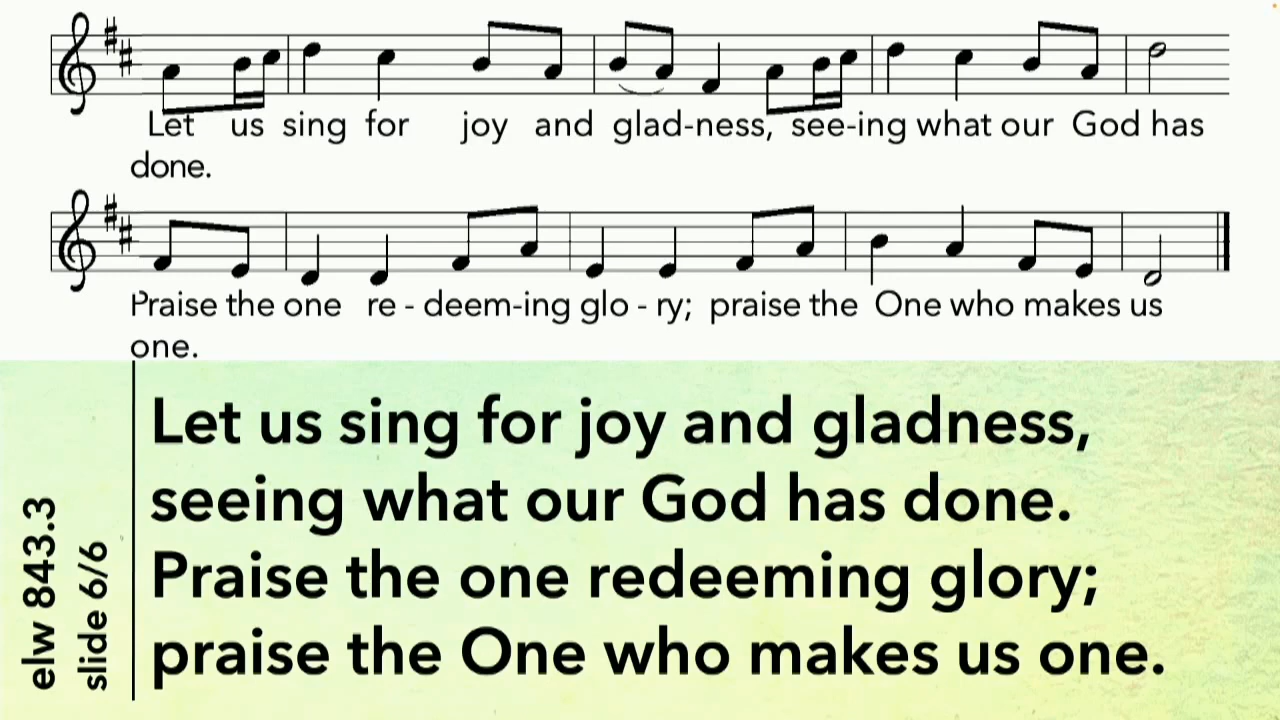 Let us sing for joy and glad-ness, see-ing what our God has
done.
Praise the one re - deem-ing glo - ry; praise the One who makes us
one.
elw 843.3
slide 6/6
Let us sing for joy and gladness,
seeing what our God has done.
Praise the one redeeming glory;
praise the One who makes us one.